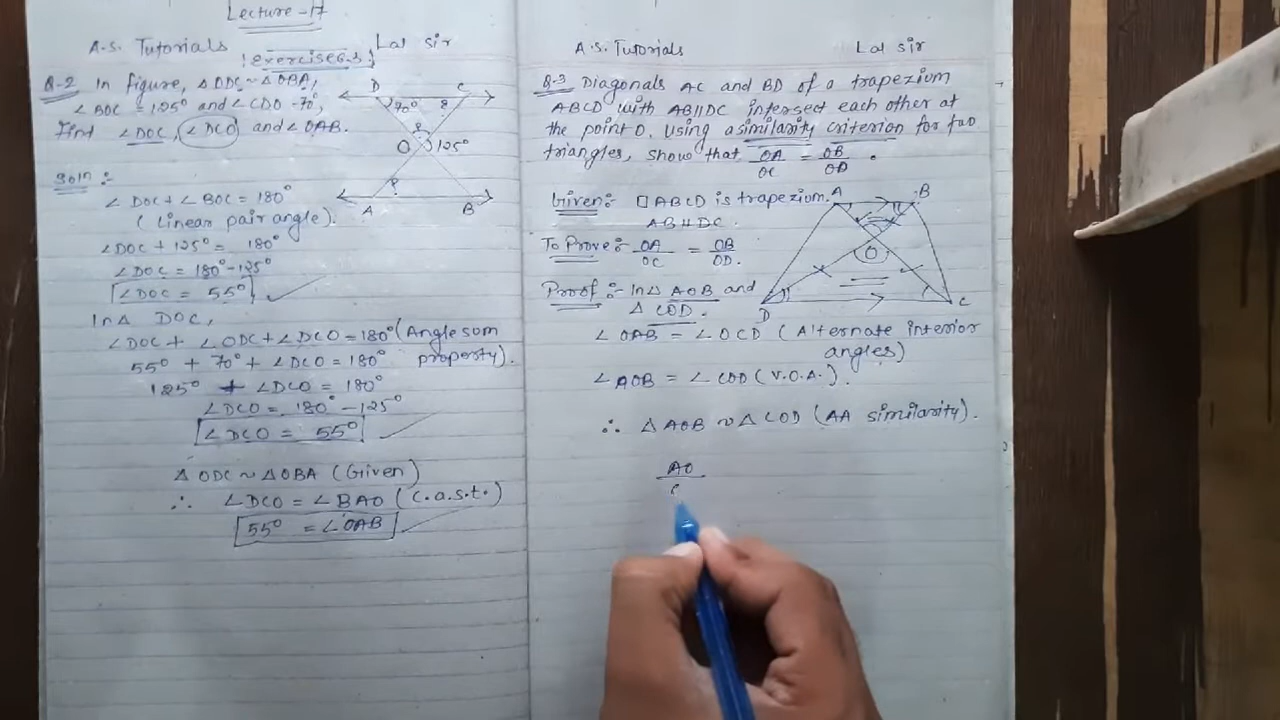 Lecture-17
A.S. Tutorials Lal sir
(exercise 6.3)
Q-2 In figure, △ODC ~ △OBA,
∠BOC = 125° and ∠CDO = 70°,
Find ∠DOC, ∠DCO and ∠OAB.
D C
70° ?
?
O 125°
?
A B
Soln:-
∠DOC + ∠BOC = 180°
(Linear pair angle).
∠DOC + 125° = 180°
∠DOC = 180° - 125°
∠DOC = 55°
In △ DOC,
∠DOC + ∠ODC + ∠DCO = 180° (Angle som
55° + 70° + ∠DCO = 180° property).
125° + ∠DCO = 180°
∠DCO = 180° - 125°
∠DCO = 55°
△ODC ~ △OBA (Given)
∴ ∠DCO = ∠BAO (C.a.s.t.)
55° = ∠OAB
A.S. Tutorials Lal sir
Q-3 Diagonals AC and BD of a trapezium
ABCD with AB||DC intersect each other at
the point O. Using a similarity criterion for two
triangles, show that OA/OC = OB/OD.
Given:- □ABCD is trapezium.
AB || DC.
To Prove:- OA/OC = OB/OD.
A B
O
D C
Proof:- In △ AOB and
△ COD.
∠OAB = ∠OCD (Alternate interior
angles)
∠AOB = ∠COD (V.O.A.).
∴ △AOB ~ △COD (AA similarity).
AO
C